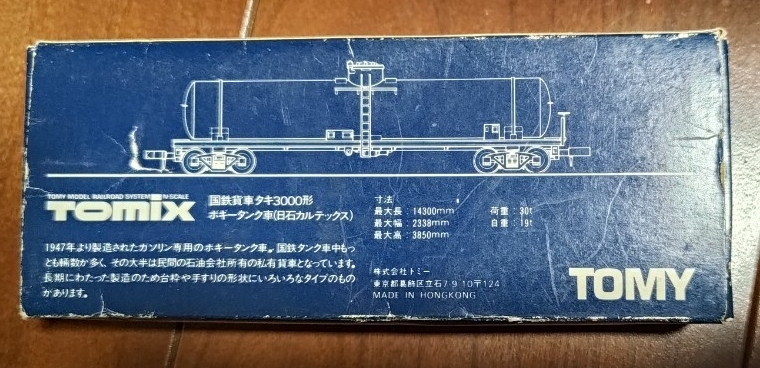 TOMY MODEL RAILROAD SYSTEM N-SCALE
TOMIX
国鉄貨車タキ3000形
ボギータンク車(日石カルテックス)
1947年より製造されたガソリン専用のボギータンク車。国鉄タンク車中もっ
とも輛数が多く、その大半は民間の石油会社所有の私有貨車となっています。
長期にわたった製造のため台枠や手すりの形状にいろいろなタイプのもの
があります。
寸法
最大長:14300mm 荷重:30t
最大幅:2338mm 自重:19t
最大高:3850mm
株式会社トミー
東京都葛飾区立石7-9-10〒124
MADE IN HONGKONG
TOMY